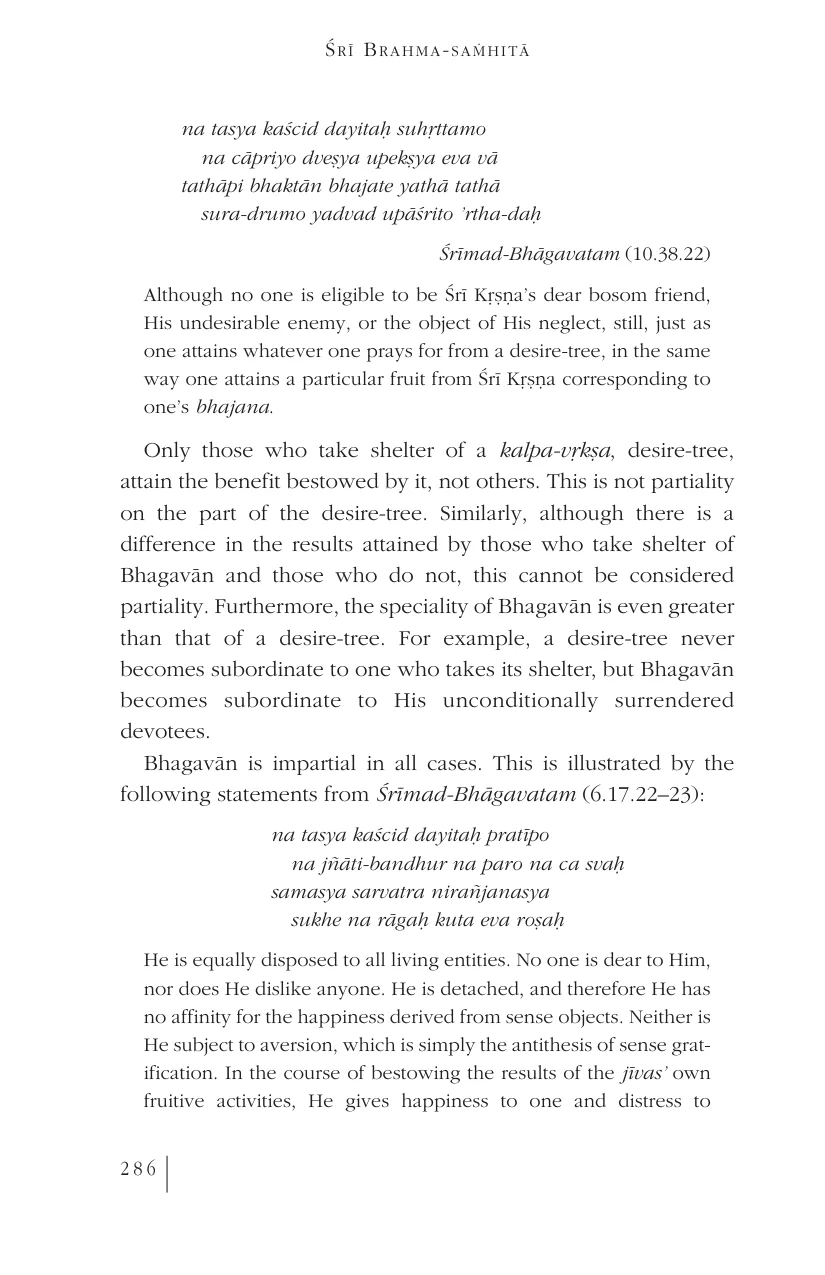 Śrī Brahma-saṁhitā
na tasya kaścid dayitaḥ suhṛttamo
na cāpriyo dveṣya upekṣya eva vā
tathāpi bhaktān bhajate yathā tathā
sura-drumo yadvad upāśrito ’rtha-daḥ
Śrīmad-Bhāgavatam (10.38.22)
Although no one is eligible to be Śrī Kṛṣṇa’s dear bosom friend,
His undesirable enemy, or the object of His neglect, still, just as
one attains whatever one prays for from a desire-tree, in the same
way one attains a particular fruit from Śrī Kṛṣṇa corresponding to
one’s bhajana.
Only those who take shelter of a kalpa-vṛkṣa, desire-tree,
attain the benefit bestowed by it, not others. This is not partiality
on the part of the desire-tree. Similarly, although there is a
difference in the results attained by those who take shelter of
Bhagavān and those who do not, this cannot be considered
partiality. Furthermore, the speciality of Bhagavān is even greater
than that of a desire-tree. For example, a desire-tree never
becomes subordinate to one who takes its shelter, but Bhagavān
becomes subordinate to His unconditionally surrendered
devotees.
Bhagavān is impartial in all cases. This is illustrated by the
following statements from Śrīmad-Bhāgavatam (6.17.22–23):
na tasya kaścid dayitaḥ pratīpo
na jñāti-bandhur na paro na ca svaḥ
samasya sarvatra nirañjanasya
sukhe na rāgaḥ kuta eva roṣaḥ
He is equally disposed to all living entities. No one is dear to Him,
nor does He dislike anyone. He is detached, and therefore He has
no affinity for the happiness derived from sense objects. Neither is
He subject to aversion, which is simply the antithesis of sense grat-
ification. In the course of bestowing the results of the jīvas’ own
fruitive activities, He gives happiness to one and distress to
286